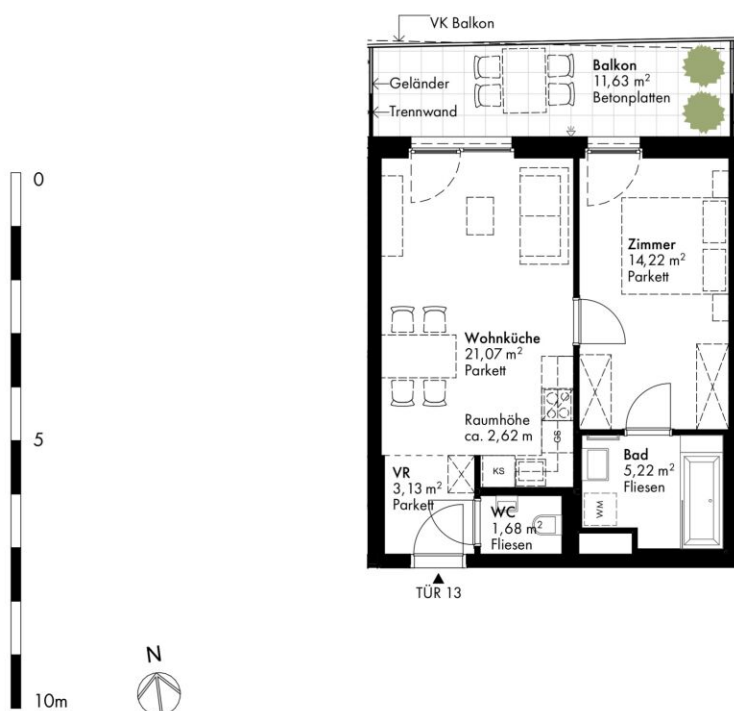 VK Balkon
Balkon
11,63 m²
Betonplatten
Geländer
Trennwand
0
Zimmer
14,22 m²
Parkett
Wohnküche
21,07 m²
Parkett
Raumhöhe
ca. 2,62 m
GS
KS
5
VR
3,13 m²
Parkett
WC
1,68 m²
Fliesen
Bad
5,22 m²
Fliesen
WM
TÜR 13
N
10m